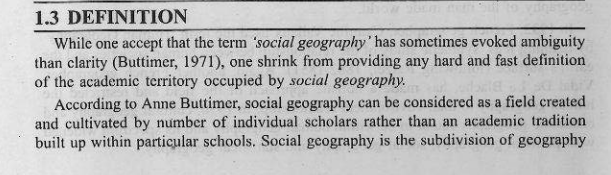 1.3 DEFINITION
While one accept that the term 'social geography' has sometimes evoked ambiguity
than clarity (Buttimer, 1971), one shrink from providing any hard and fast definition
of the academic territory occupied by social geography.
According to Anne Buttimer, social geography can be considered as a field created
and cultivated by number of individual scholars rather than an academic tradition
built up within particular schools. Social geography is the subdivision of geography